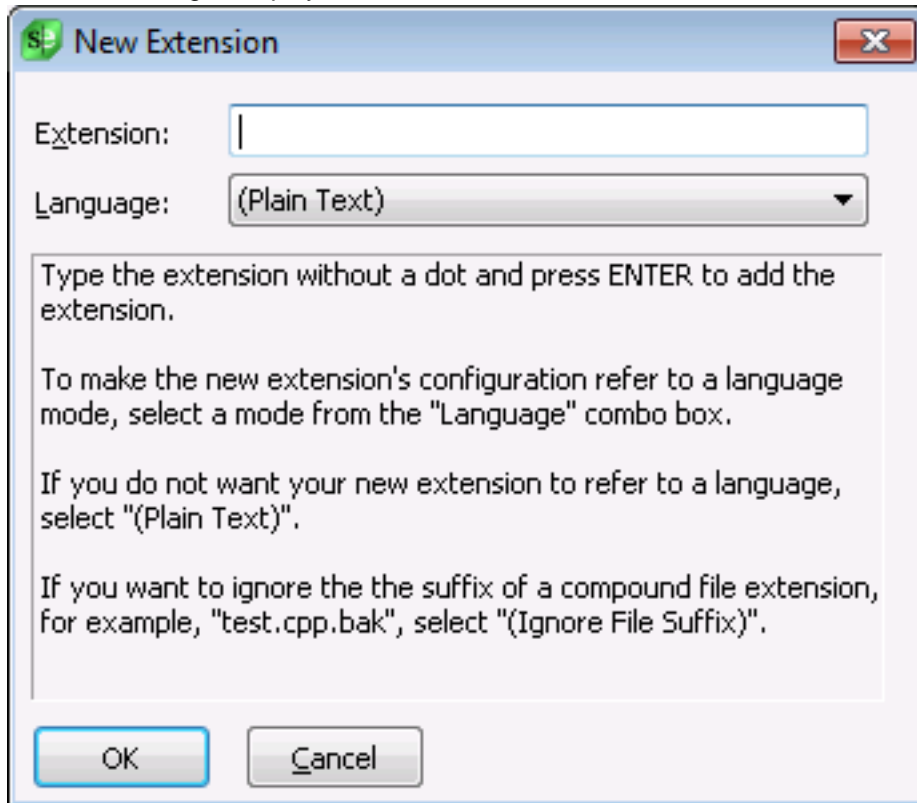 New Extension
Extension:
Language: (Plain Text)
Type the extension without a dot and press ENTER to add the
extension.
To make the new extension's configuration refer to a language
mode, select a mode from the "Language" combo box.
If you do not want your new extension to refer to a language,
select "(Plain Text)".
If you want to ignore the the suffix of a compound file extension,
for example, "test.cpp.bak", select "(Ignore File Suffix)".
OK Cancel